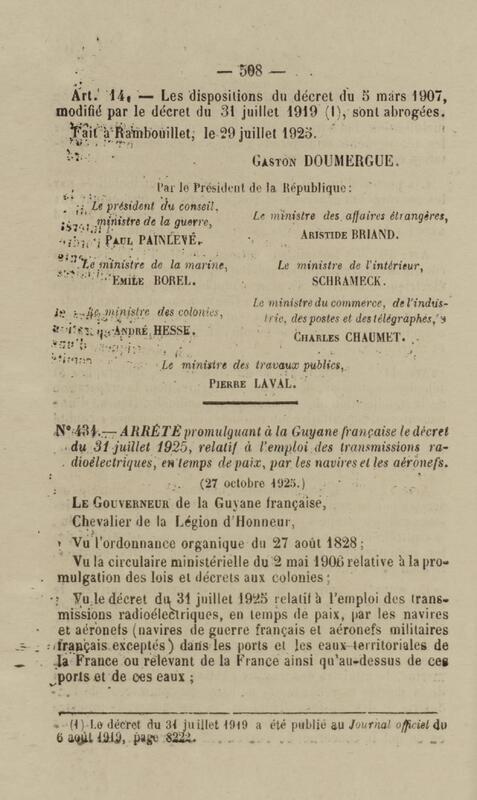 — 508 —
Art. 14. — Les dispositions du décret du 5 mars 1907,
modifié par le décret du 31 juillet 1919 (1), sont abrogées.
Fait à Rambouillet, le 29 juillet 1925.
GASTON DOUMERGUE.
Par le Président de la République:
Le président du conseil,
ministre de la guerre,
PAUL PAINLEVÉ.
Le ministre des affaires étrangères,
ARISTIDE BRIAND.
Le ministre de la marine,
EMILE BOREL.
Le ministre de l'intérieur,
SCHRAMECK.
Le ministre des colonies,
ANDRÉ HESSE.
Le ministre du commerce, de l'indus-
trie, des postes et des télégraphes,
CHARLES CHAUMET.
Le ministre des travaux publics,
PIERRE LAVAL.
N° 434. — ARRÊTÉ promulguant à la Guyane française le décret
du 31 juillet 1925, relatif à l'emploi des transmissions ra-
dioélectriques, en temps de paix, par les navires et les aéronefs.
(27 octobre 1925.)
LE GOUVERNEUR de la Guyane française,
Chevalier de la Légion d'Honneur,
Vu l'ordonnance organique du 27 août 1828;
Vu la circulaire ministérielle du 2 mai 1906 relative à la pro-
mulgation des lois et décrets aux colonies;
Vu le décret du 31 juillet 1925 relatif à l'emploi des trans-
missions radioélectriques, en temps de paix, par les navires
et aéronefs (navires de guerre français et aéronefs militaires
français exceptés) dans les ports et les eaux territoriales de
la France ou relevant de la France ainsi qu'au-dessus de ces
ports et de ces eaux;
(1) Le décret du 31 juillet 1919 a été publié au Journal officiel du
6 août 1919, page 8222.